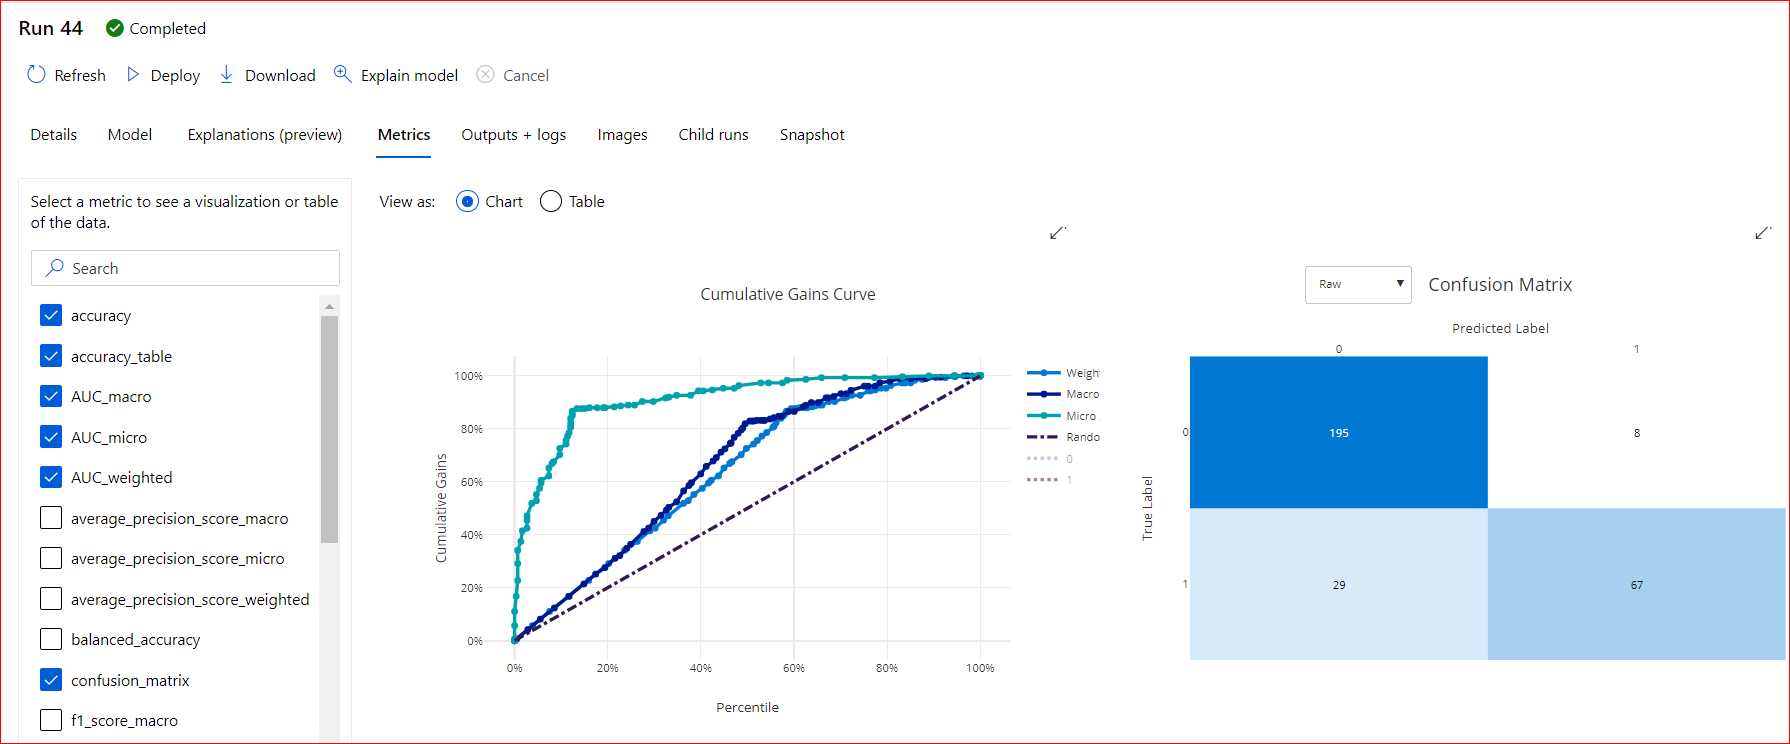 Run 44 Completed
Refresh Deploy Download Explain model Cancel
Details Model Explanations (preview) Metrics Outputs + logs Images Child runs Snapshot
Select a metric to see a visualization or table
of the data.
Search
accuracy
accuracy_table
AUC_macro
AUC_micro
AUC_weighted
average_precision_score_macro
average_precision_score_micro
average_precision_score_weighted
balanced_accuracy
confusion_matrix
f1_score_macro
View as: Chart Table
Cumulative Gains Curve
Cumulative Gains
100%
80%
60%
40%
20%
0%
0% 20% 40% 60% 80% 100%
Percentile
Weigh
Macro
Micro
Rando
0
1
Raw
Confusion Matrix
Predicted Label
0 1
True Label
0 195 8
1 29 67